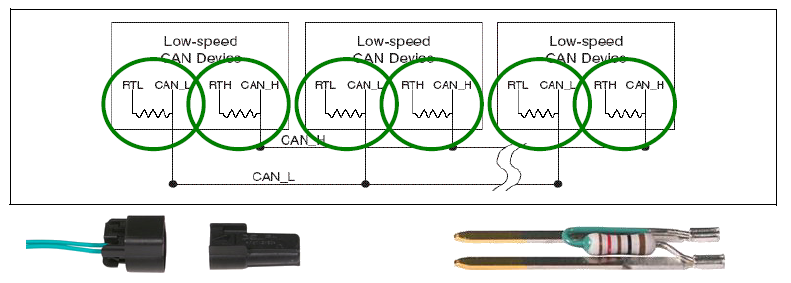 Low-speed
CAN Device
Low-speed
CAN Device
Low-speed
CAN Device
RTL CAN_L RTH CAN_H
RTL CAN_L RTH CAN_H
RTL CAN_L RTH CAN_H
CAN_H
CAN_L